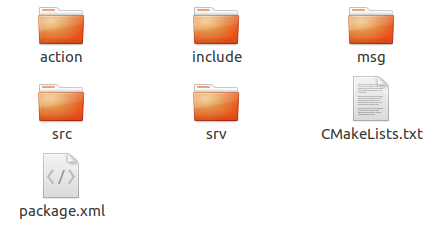 action
include
msg
src
srv
CMakeLists.txt
package.xml